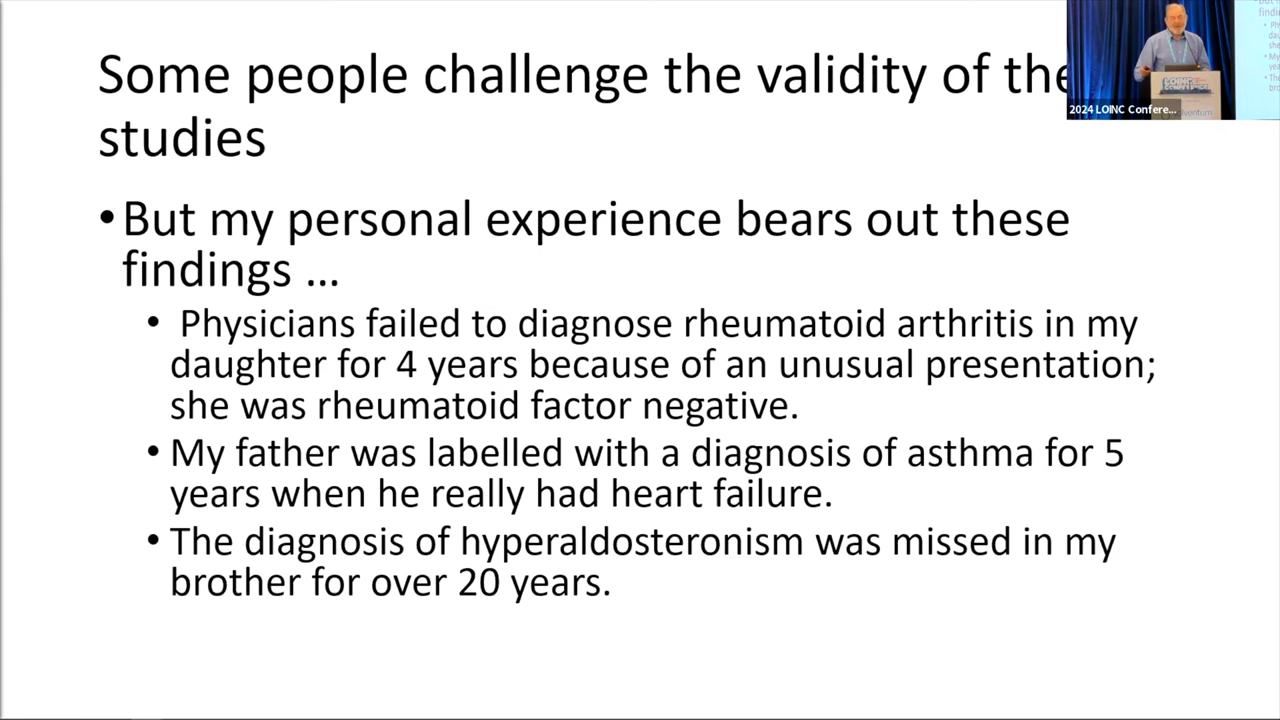 Some people challenge the validity of the
studies
• But my personal experience bears out these
findings …
• Physicians failed to diagnose rheumatoid arthritis in my
daughter for 4 years because of an unusual presentation;
she was rheumatoid factor negative.
• My father was labelled with a diagnosis of asthma for 5
years when he really had heart failure.
• The diagnosis of hyperaldosteronism was missed in my
brother for over 20 years.
2024 LOINC Confere...
LOINC